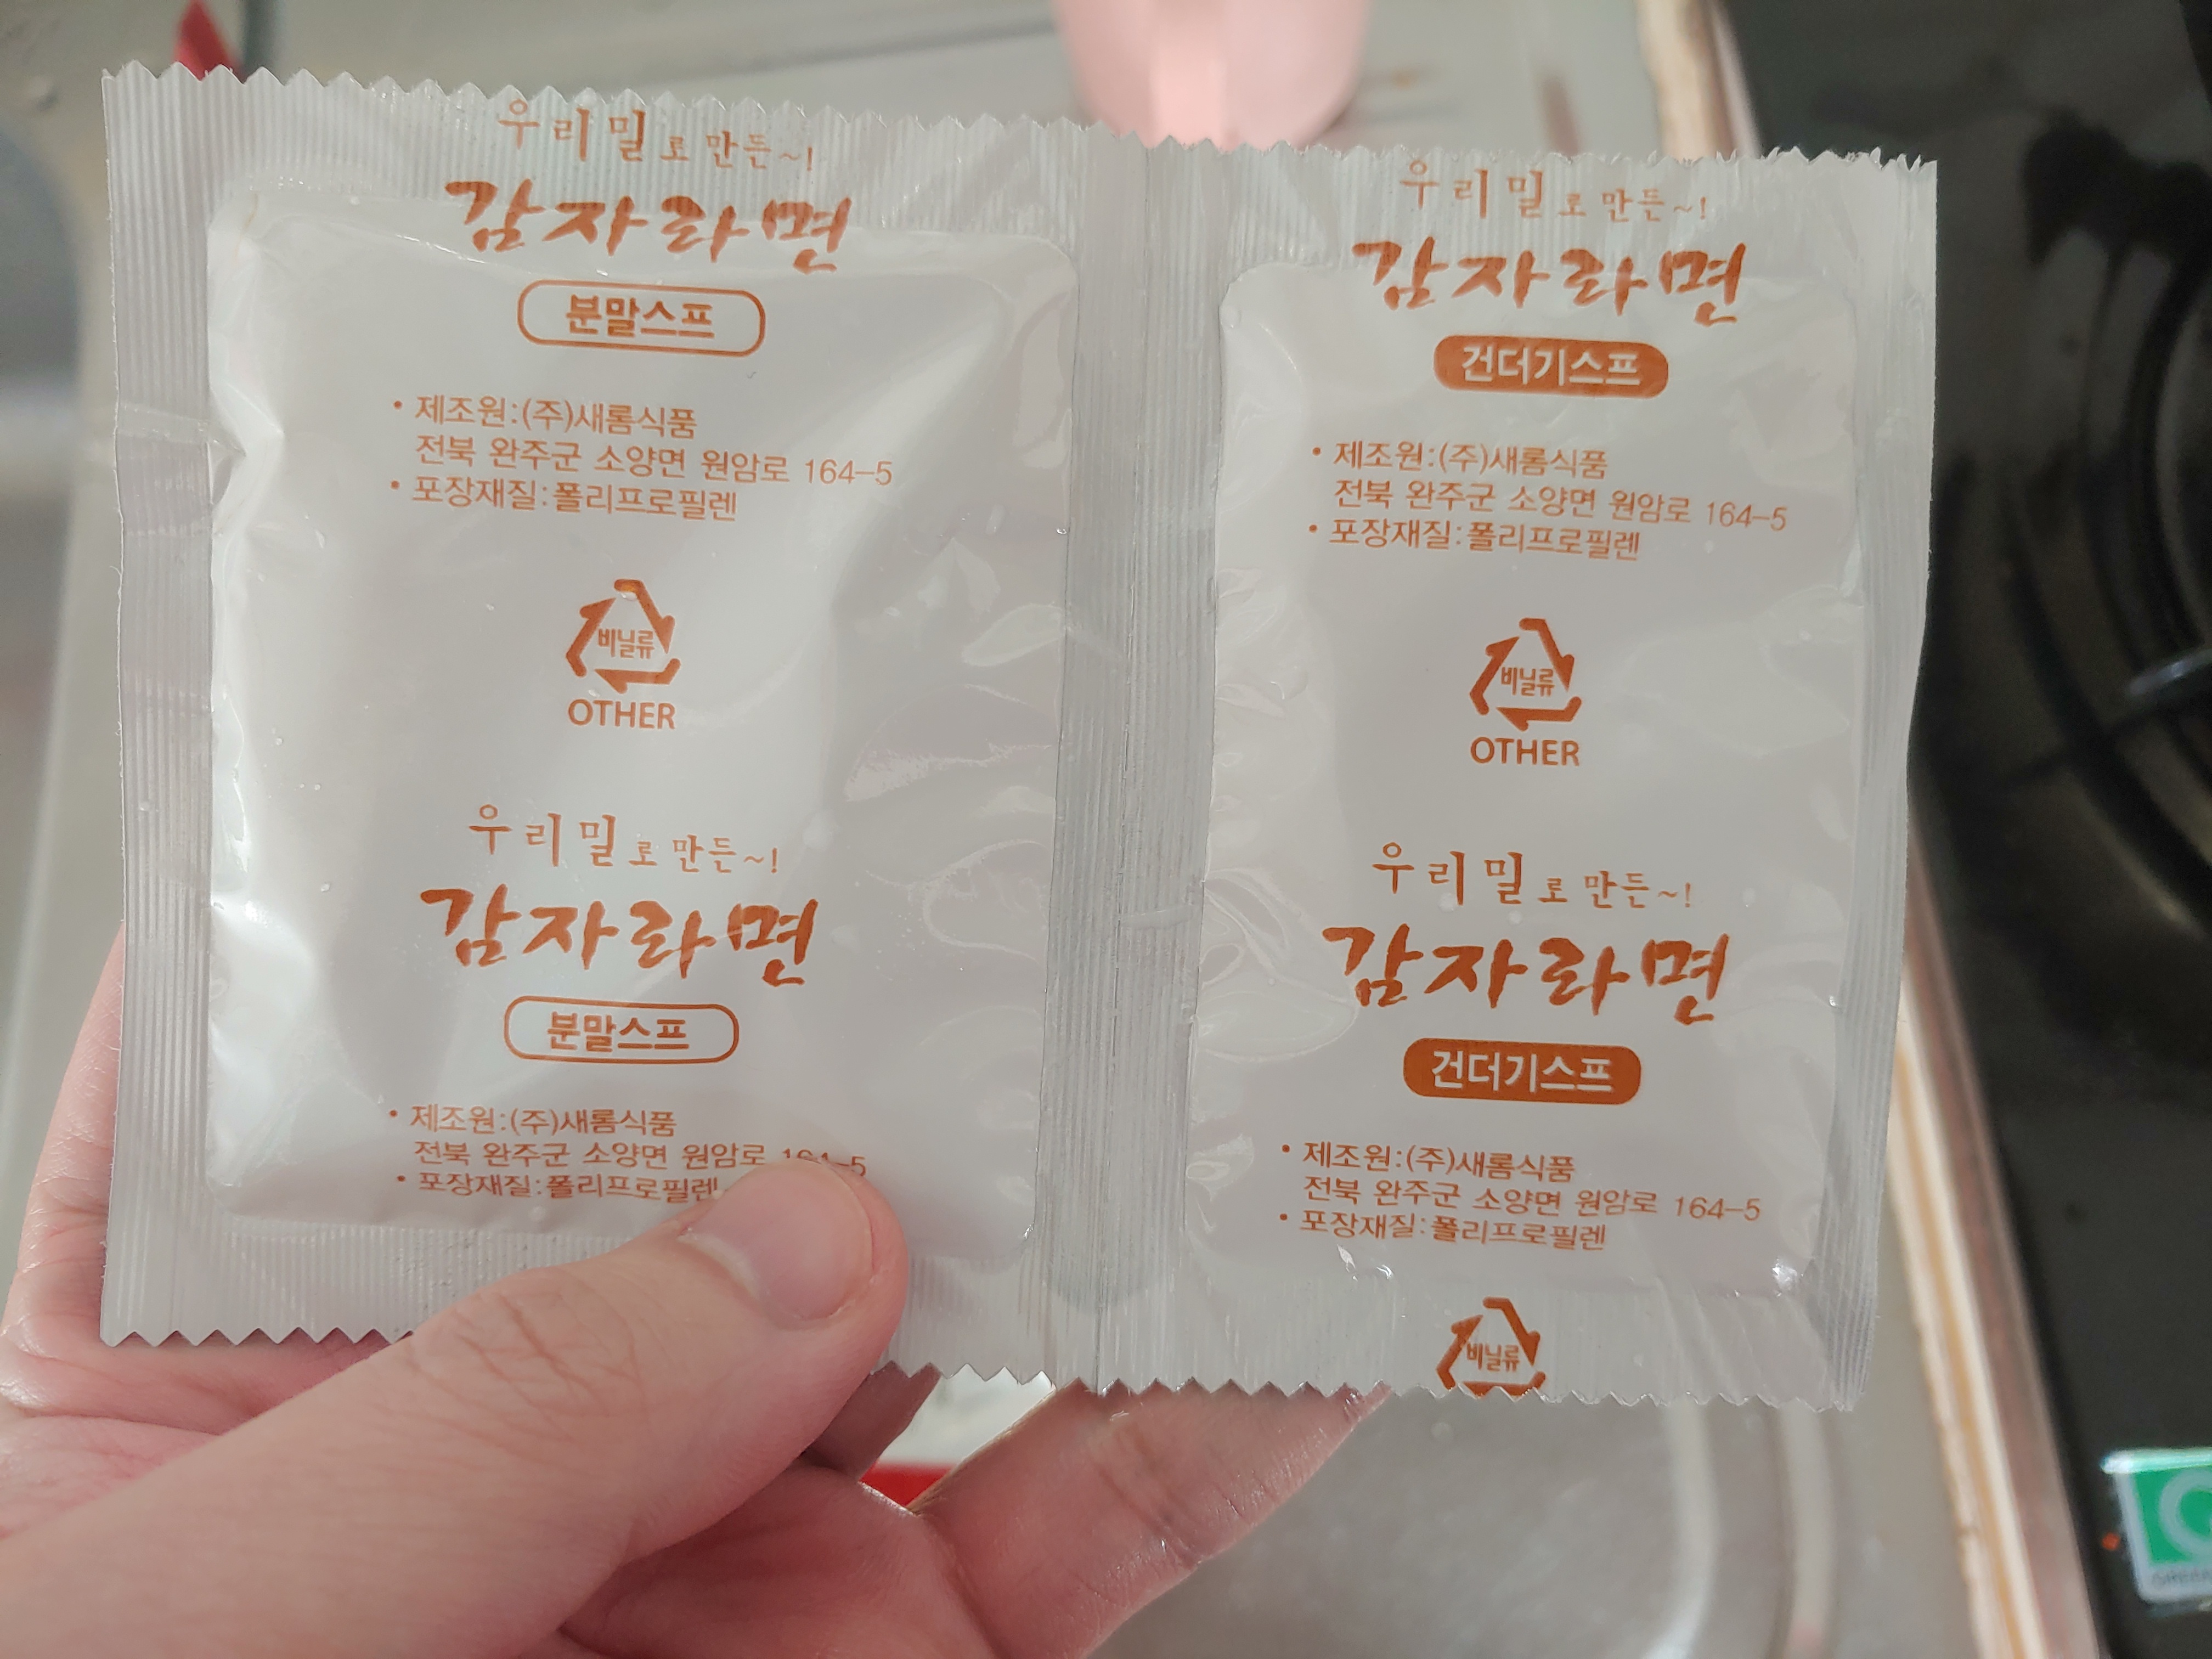 우리밀로 만든~!
감자라면
분말스프
• 제조원:(주)새롬식품
전북 완주군 소양면 원암로 164-5
• 포장재질:폴리프로필렌
비닐류
OTHER
우리밀로 만든~!
감자라면
분말스프
• 제조원:(주)새롬식품
전북 완주군 소양면 원암로
• 포장재질:폴리프로필렌
우리밀로 만든~!
감자라면
건더기스프
• 제조원:(주)새롬식품
전북 완주군 소양면 원암로 164-5
• 포장재질:폴리프로필렌
비닐류
OTHER
우리밀로 만든~!
감자라면
건더기스프
• 제조원:(주)새롬식품
전북 완주군 소양면 원암로 164-5
• 포장재질:폴리프로필렌
비닐류